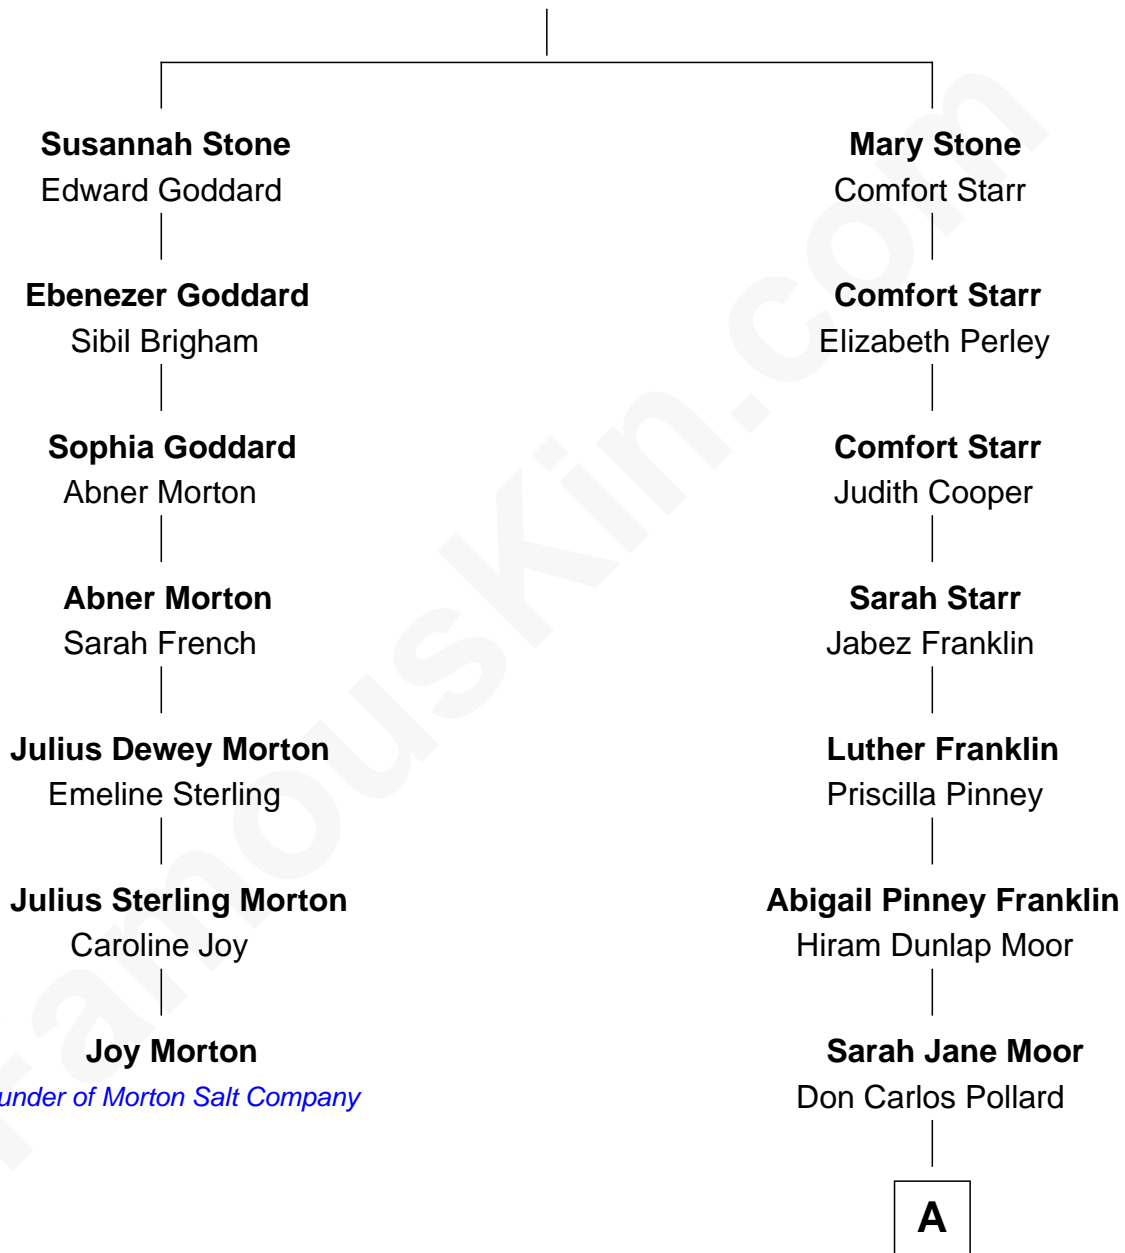 Susannah Stone
Edward Goddard
Ebenezer Goddard
Sibil Brigham
Sophia Goddard
Abner Morton
Abner Morton
Sarah French
Julius Dewey Morton
Emeline Sterling
Julius Sterling Morton
Caroline Joy
Joy Morton
under of Morton Salt Company
Mary Stone
Comfort Starr
Comfort Starr
Elizabeth Perley
Comfort Starr
Judith Cooper
Sarah Starr
Jabez Franklin
Luther Franklin
Priscilla Pinney
Abigail Pinney Franklin
Hiram Dunlap Moor
Sarah Jane Moor
Don Carlos Pollard
A
FamousKin.com